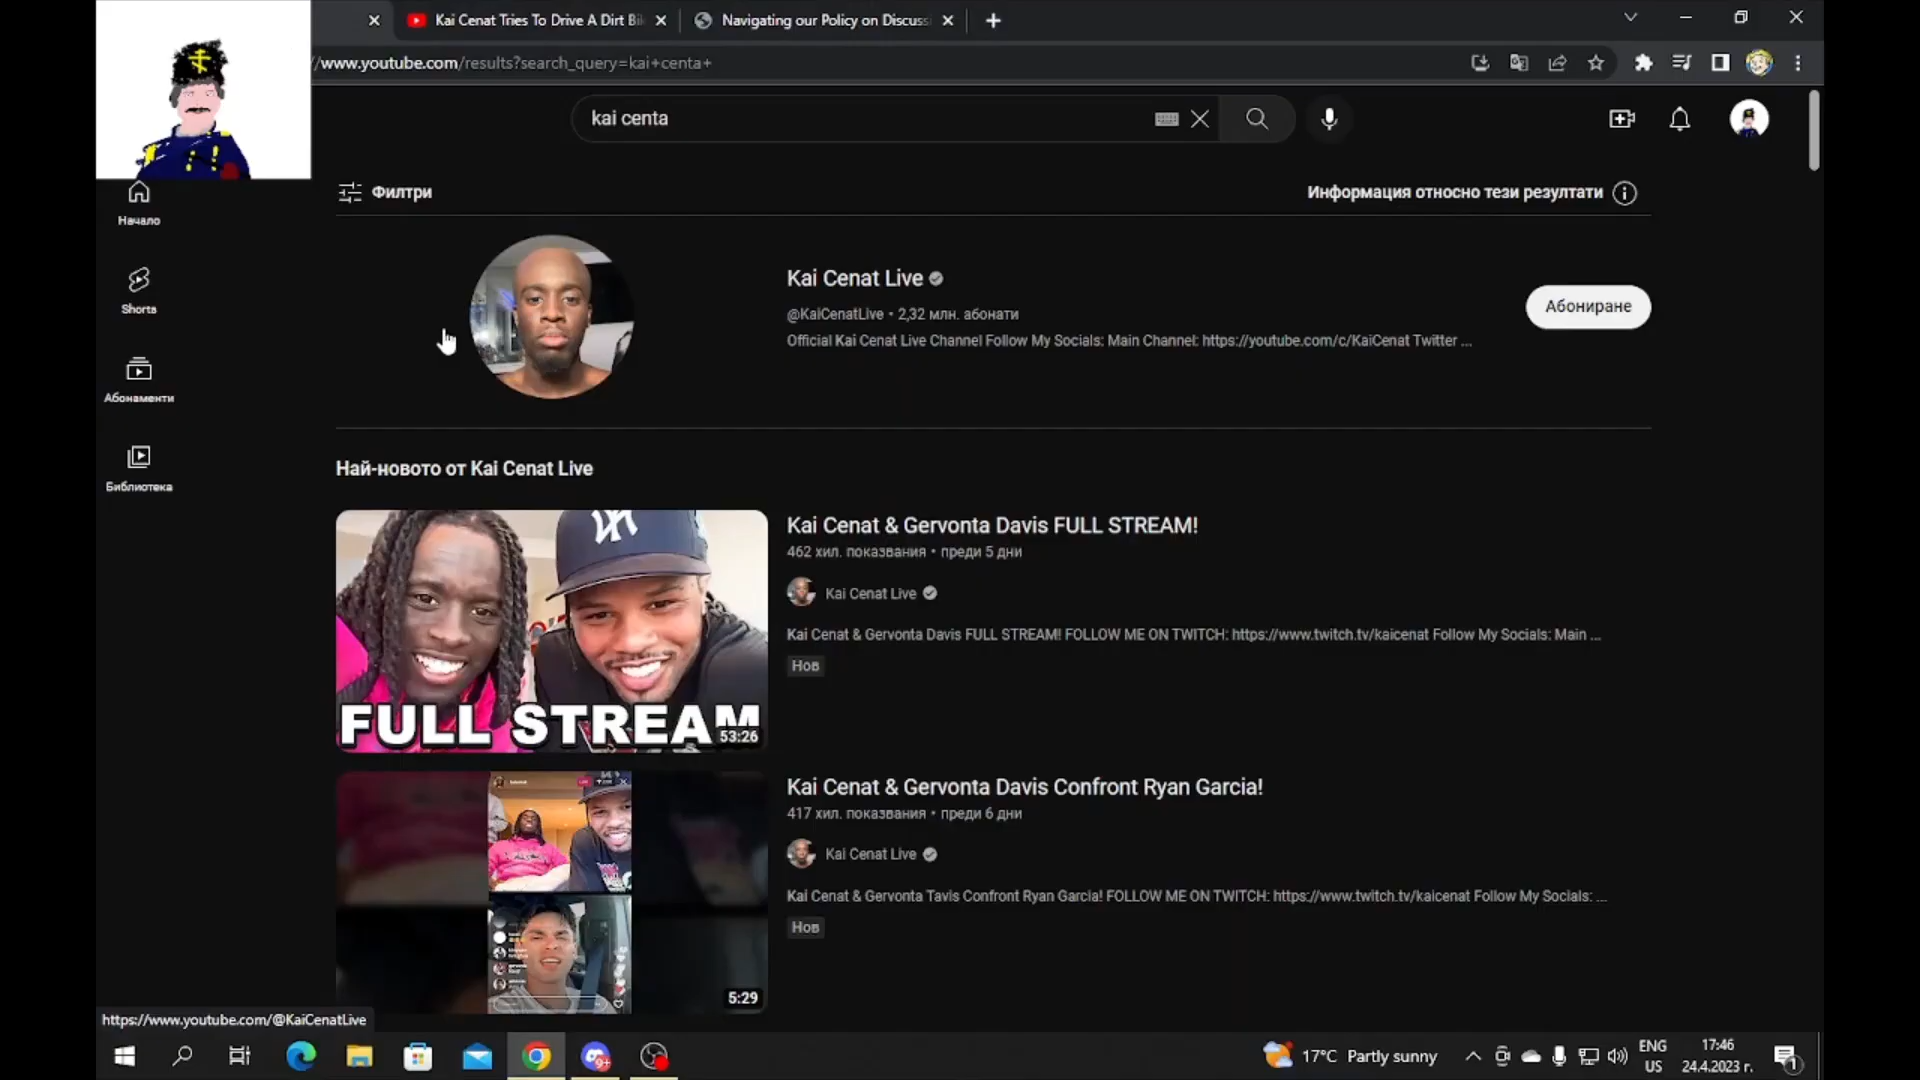 Kai Cenat Tries To Drive A Dirt Bi
Navigating our Policy on Discuss
//www.youtube.com/results?search_query=kai+centa+
kai centa
Начало
Shorts
Абонаменти
Библиотека
Филтри
Информация относно тези резултати
Kai Cenat Live
@KaiCenatLive • 2,32 млн. абонати
Official Kai Cenat Live Channel Follow My Socials: Main Channel: https://youtube.com/c/KaiCenat Twitter ...
Абониране
Най-новото от Kai Cenat Live
FULL STREAM
53:26
Kai Cenat & Gervonta Davis FULL STREAM!
462 хил. показвания • преди 5 дни
Kai Cenat Live
Kai Cenat & Gervonta Davis FULL STREAM! FOLLOW ME ON TWITCH: https://www.twitch.tv/kaicenat Follow My Socials: Main ...
Нов
5:29
Kai Cenat & Gervonta Davis Confront Ryan Garcia!
417 хил. показвания • преди 6 дни
Kai Cenat Live
Kai Cenat & Gervonta Tavis Confront Ryan Garcia! FOLLOW ME ON TWITCH: https://www.twitch.tv/kaicenat Follow My Socials: ...
Нов
https://www.youtube.com/@KaiCenatLive
9+
17°C Partly sunny
ENG
US
17:46
24.4.2023 г.
1